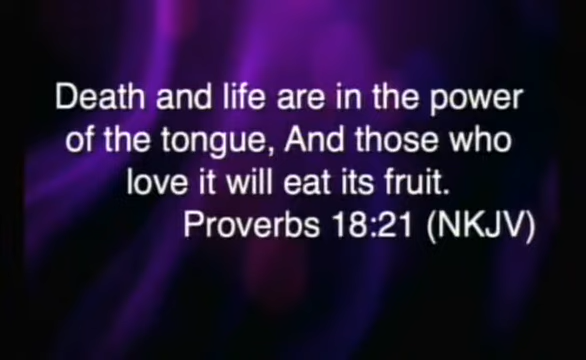 Death and life are in the power
of the tongue, And those who
love it will eat its fruit.
Proverbs 18:21 (NKJV)